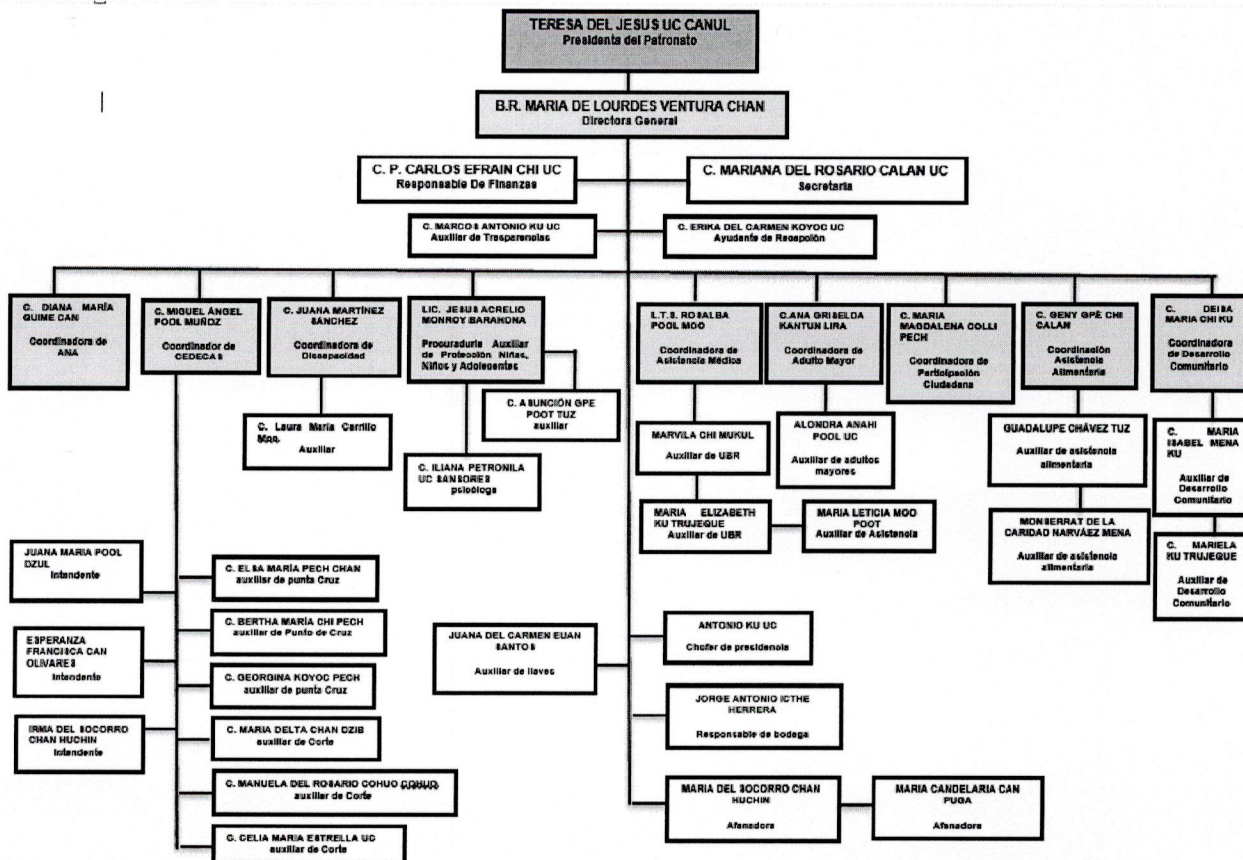 TERESA DEL JESUS UC CANUL
Presidenta del Patronato
B.R. MARIA DE LOURDES VENTURA CHAN
Directora General
C. P. CARLOS EFRAIN CHI UC
Responsable De Finanzas
C. MARIANA DEL ROSARIO CALAN UC
Secretaria
C. MARCOS ANTONIO KU UC
Auxiliar de Trasparencias
C. ERIKA DEL CARMEN KOYOC UC
Ayudante de Recepción
C. DIANA MARÍA
QUIME CAN
Coordinadora de
ANA
C. MIGUEL ÁNGEL
POOL MUÑOZ
Coordinador de
CEDECAS
C. JUANA MARTÍNEZ
SÁNCHEZ
Coordinadora de
Discapacidad
LIC. JESUS ACRELIO
MONROY BARAHONA
Procuraduría Auxiliar
de Protección Niñas,
Niños y Adolecentes
L.T.S. ROSALBA
POOL MOO
Coordinadora de
Asistencia Médica
C.ANA GRISELDA
KANTUN LIRA
Coordinadora de
Adulto Mayor
C. MARIA
MAGDALENA COLLI
PECH
Coordinadora de
Participación
Ciudadana
C. GENY GPÉ CHI
CALAN
Coordinación
Asistencia
Alimentaria
C. DEISA
MARIA CHI KU
Coordinadora
de Desarrollo
Comunitario
C. ASUNCIÓN GPE
POOT TUZ
auxiliar
C. Laura María Carrillo
Moo.
Auxiliar
C. ILIANA PETRONILA
UC SANSORES
psicóloga
MARVILA CHI MUKUL
Auxiliar de UBR
ALONDRA ANAHI
POOL UC
Auxiliar de adultos
mayores
GUADALUPE CHÁVEZ TUZ
Auxiliar de asistencia
alimentaria
C. MARIA
ISABEL MENA
KU
Auxiliar de
Desarrollo
Comunitario
MARIA ELIZABETH
KU TRUJEQUE
Auxiliar de UBR
MARIA LETICIA MOO
POOT
Auxiliar de Asistencia
MONSERRAT DE LA
CARIDAD NARVÁEZ MENA
Auxiliar de asistencia
alimentaria
C. MARIELA
KU TRUJEQUE
Auxiliar de
Desarrollo
Comunitario
JUANA MARIA POOL
DZUL
Intendente
C. ELSA MARÍA PECH CHAN
auxiliar de punta Cruz
C. BERTHA MARÍA CHI PECH
auxiliar de Punto de Cruz
ESPERANZA
FRANCISCA CAN
OLIVARES
Intendente
C. GEORGINA KOYOC PECH
auxiliar de punta Cruz
IRMA DEL SOCORRO
CHAN HUCHIN
Intendente
C. MARIA DELTA CHAN DZIB
auxiliar de Corte
C. MANUELA DEL ROSARIO COHUO COHUO
auxiliar de Corte
C. CELIA MARIA ESTRELLA UC
auxiliar de Corte
JUANA DEL CARMEN EUAN
SANTOS
Auxiliar de llaves
ANTONIO KU UC
Chofer de presidencia
JORGE ANTONIO ICTHE
HERRERA
Responsable de bodega
MARIA DEL SOCORRO CHAN
HUCHIN
Afanadora
MARIA CANDELARIA CAN
PUGA
Afanadora